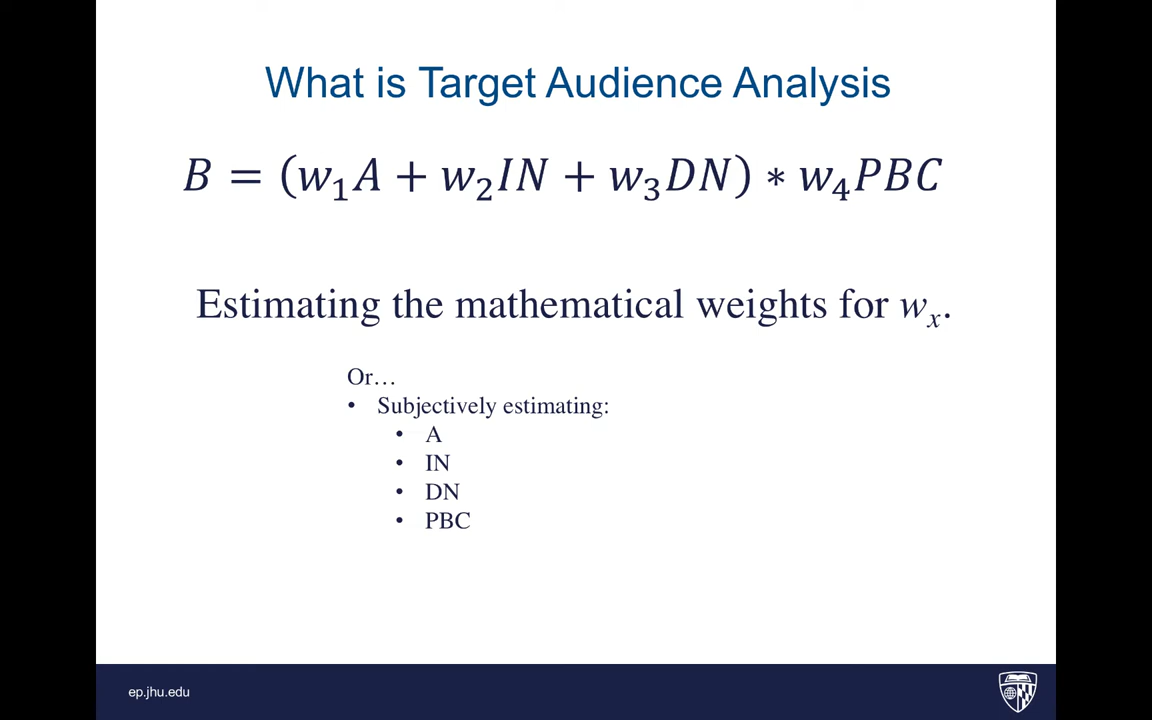 What is Target Audience Analysis
B = (w₁A + w₂IN + w₃DN) ∗ w₄PBC
Estimating the mathematical weights for wₓ.
Or…
• Subjectively estimating:
• A
• IN
• DN
• PBC
ep.jhu.edu